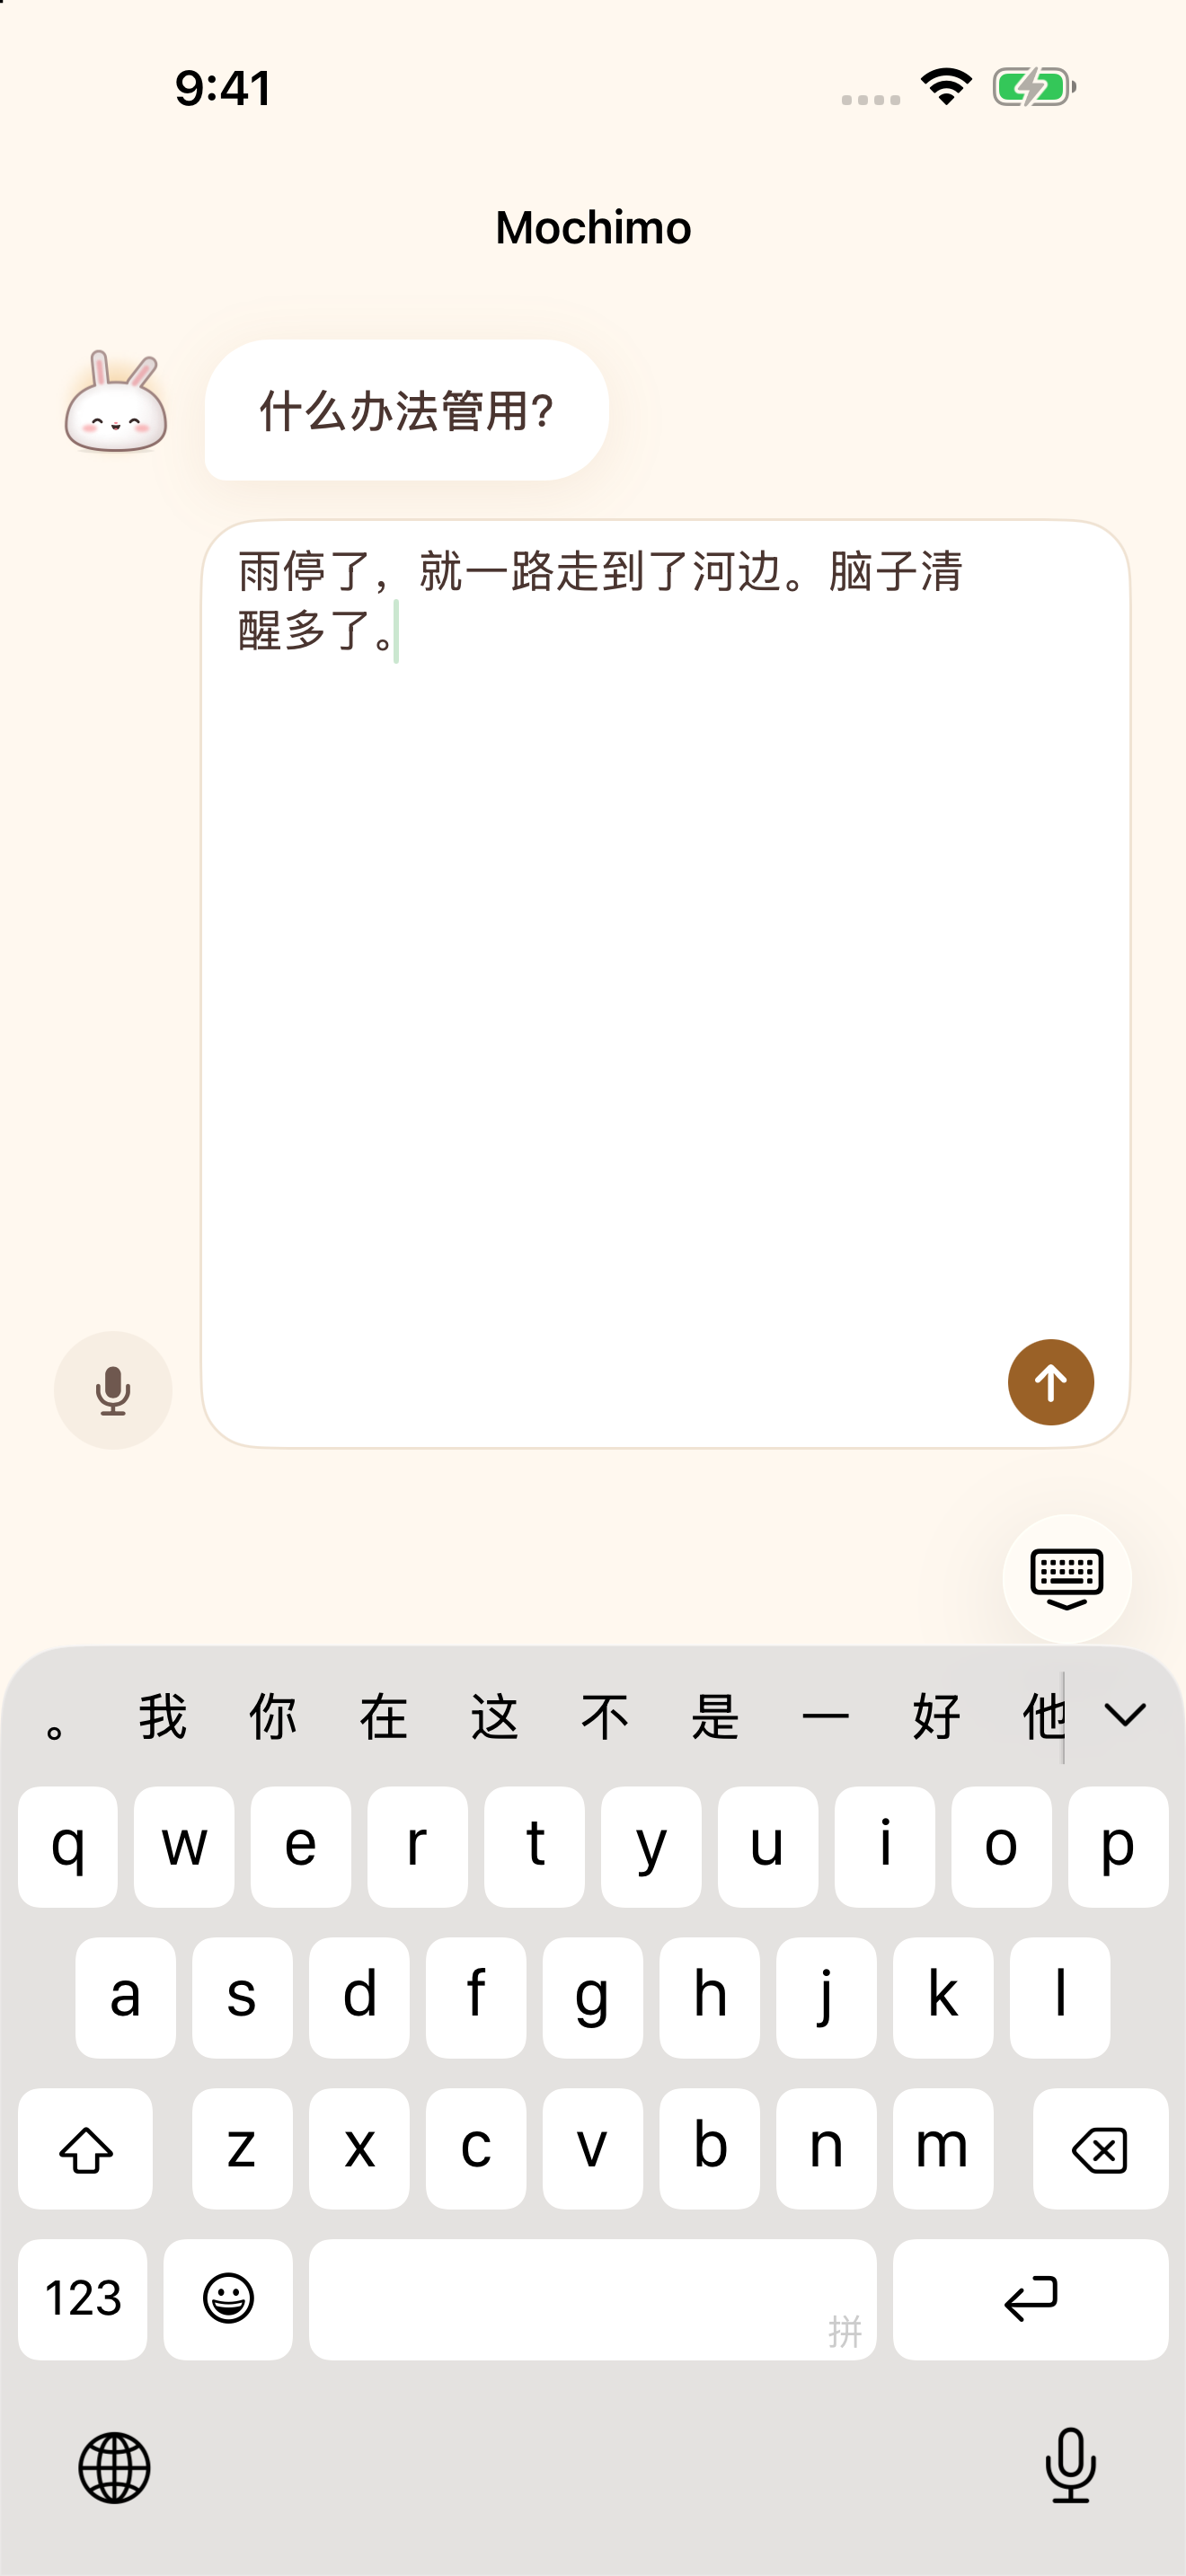 9:41
Mochimo
什么办法管用?
雨停了，就一路走到了河边。脑子清
醒多了。
。 我 你 在 这 不 是 一 好 他
q w e r t y u i o p
a s d f g h j k l
z x c v b n m
123
拼